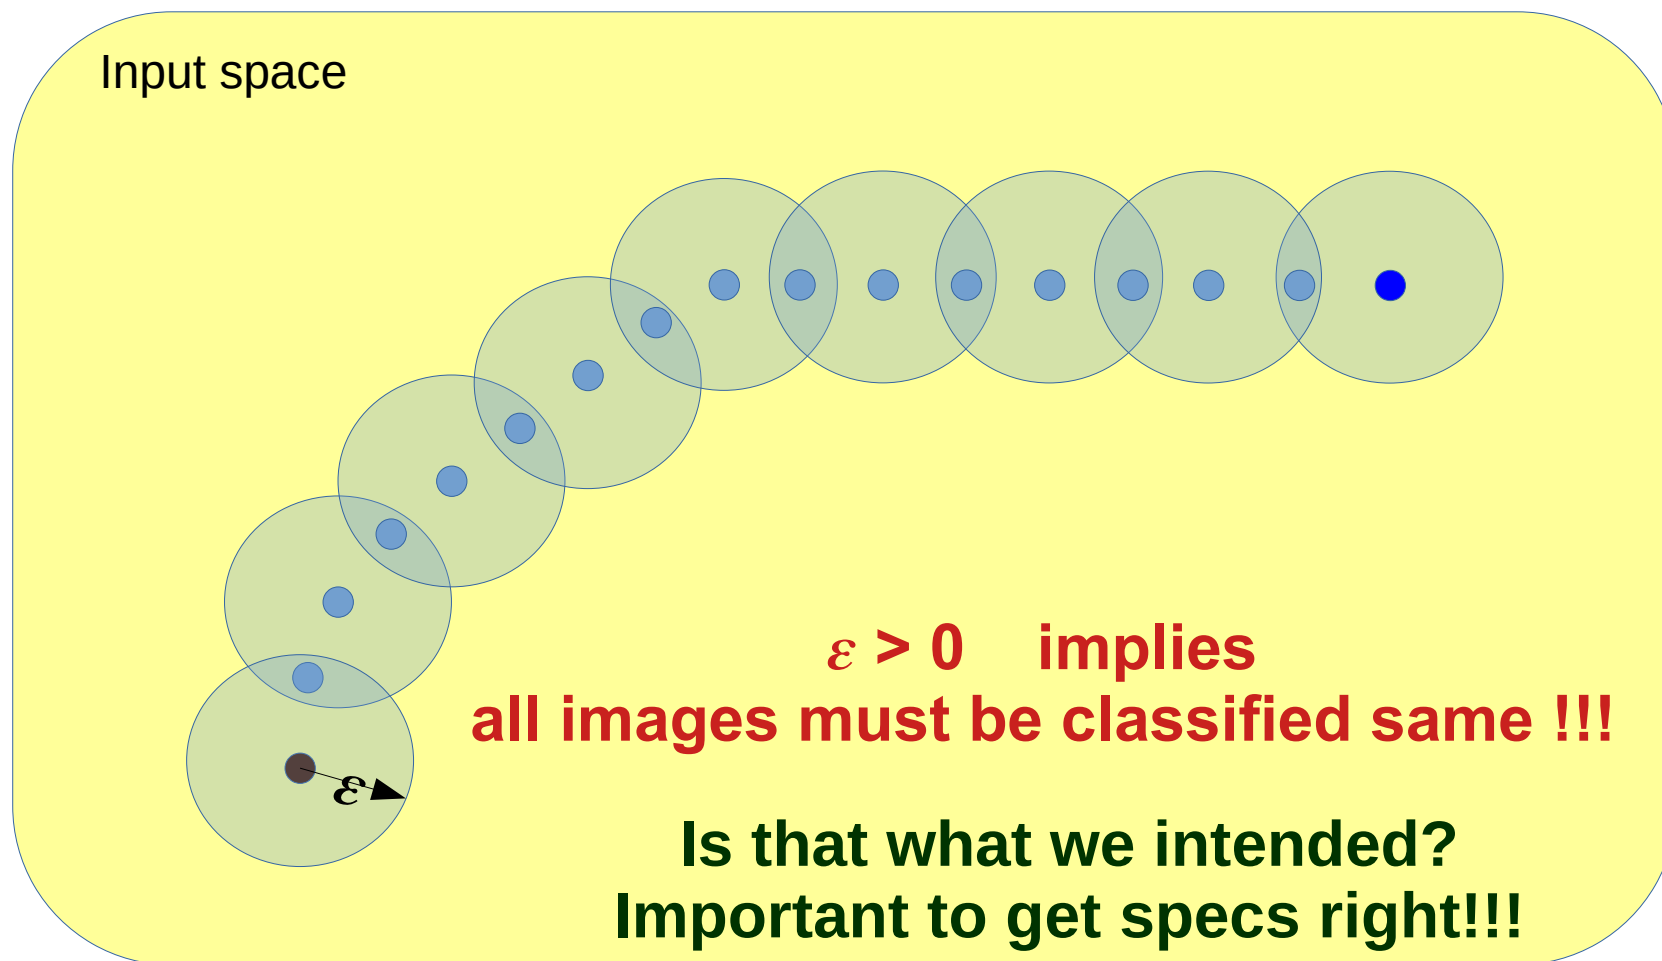 Input space
ε > 0 implies
all images must be classified same !!!
ε
Is that what we intended?
Important to get specs right!!!